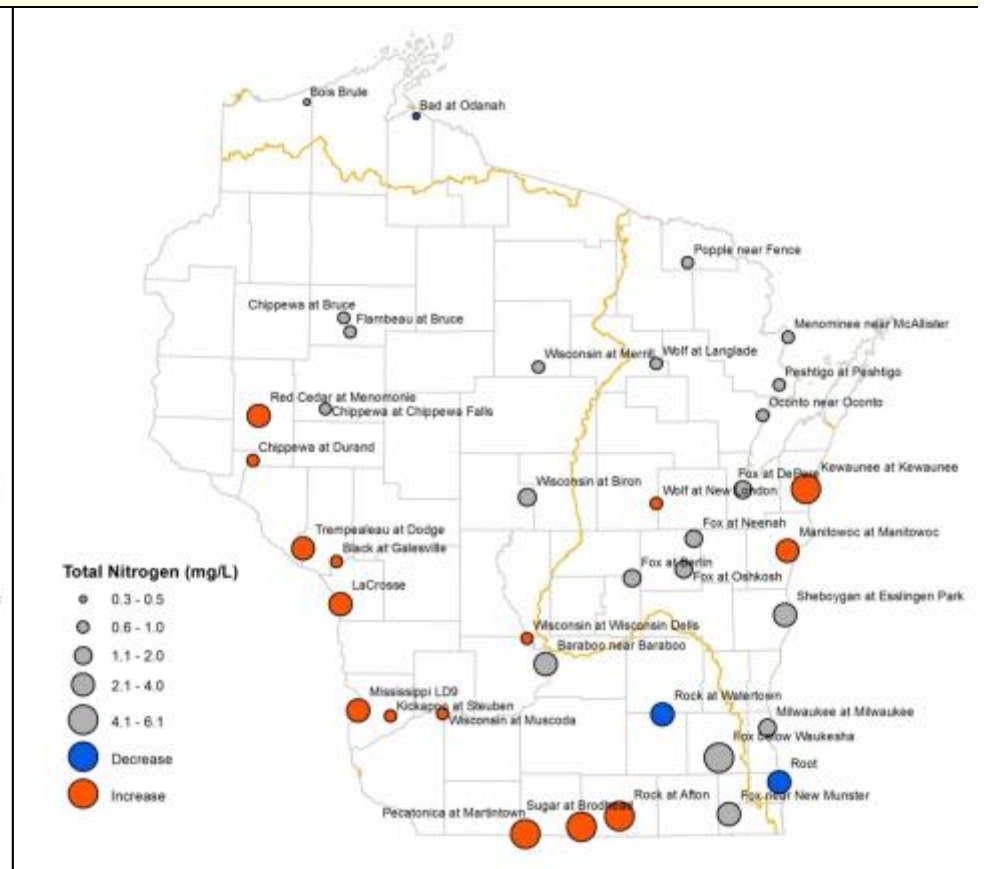 Bois Brule
Bad at Odanah
Popple near Fence
Chippewa at Bruce
Flambeau at Bruce
Menominee near McAllister
Wisconsin at Merrill
Wolf at Langlade
Peshtigo at Peshtigo
Red Cedar at Menomonie
Oconto near Oconto
Chippewa at Chippewa Falls
Chippewa at Durand
Fox at DePere
Kewaunee at Kewaunee
Wisconsin at Biron
Wolf at New London
Trempealeau at Dodge
Fox at Neenah
Manitowoc at Manitowoc
Black at Galesville
Fox at Berlin
Fox at Oshkosh
LaCrosse
Sheboygan at Esslingen Park
Wisconsin at Wisconsin Dells
Baraboo near Baraboo
Mississippi LD9
Rock at Watertown
Kickapoo at Steuben
Wisconsin at Muscoda
Milwaukee at Milwaukee
Fox below Waukesha
Root
Rock at Afton
Fox near New Munster
Sugar at Brodhead
Pecatonica at Martintown
Total Nitrogen (mg/L)
0.3 - 0.5
0.6 - 1.0
1.1 - 2.0
2.1 - 4.0
4.1 - 6.1
Decrease
Increase